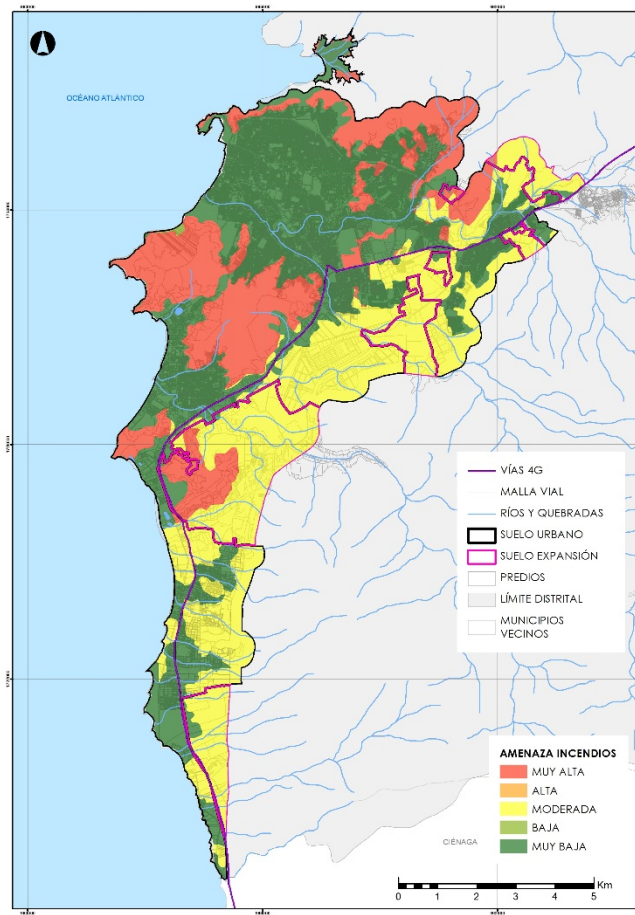 OCÉANO ATLÁNTICO
VÍAS 4G
MALLA VIAL
RÍOS Y QUEBRADAS
SUELO URBANO
SUELO EXPANSIÓN
PREDIOS
LÍMITE DISTRITAL
MUNICIPIOS
VECINOS
AMENAZA INCENDIOS
MUY ALTA
ALTA
MODERADA
BAJA
MUY BAJA
CIÉNAGA
Km
0 1 2 3 4 5